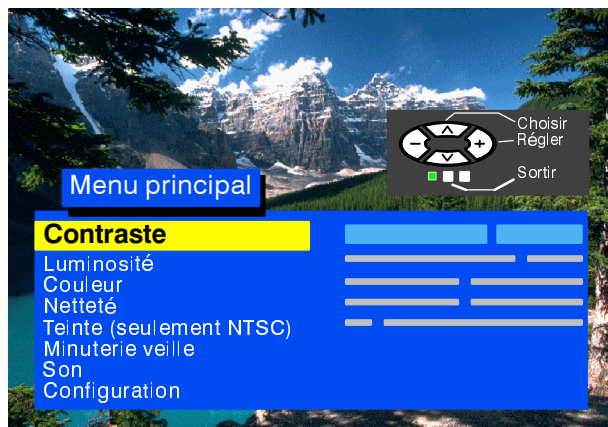 Choisir
Régler
Sortir
Menu principal
Contraste
Luminosité
Couleur
Netteté
Teinte (seulement NTSC)
Minuterie veille
Son
Configuration